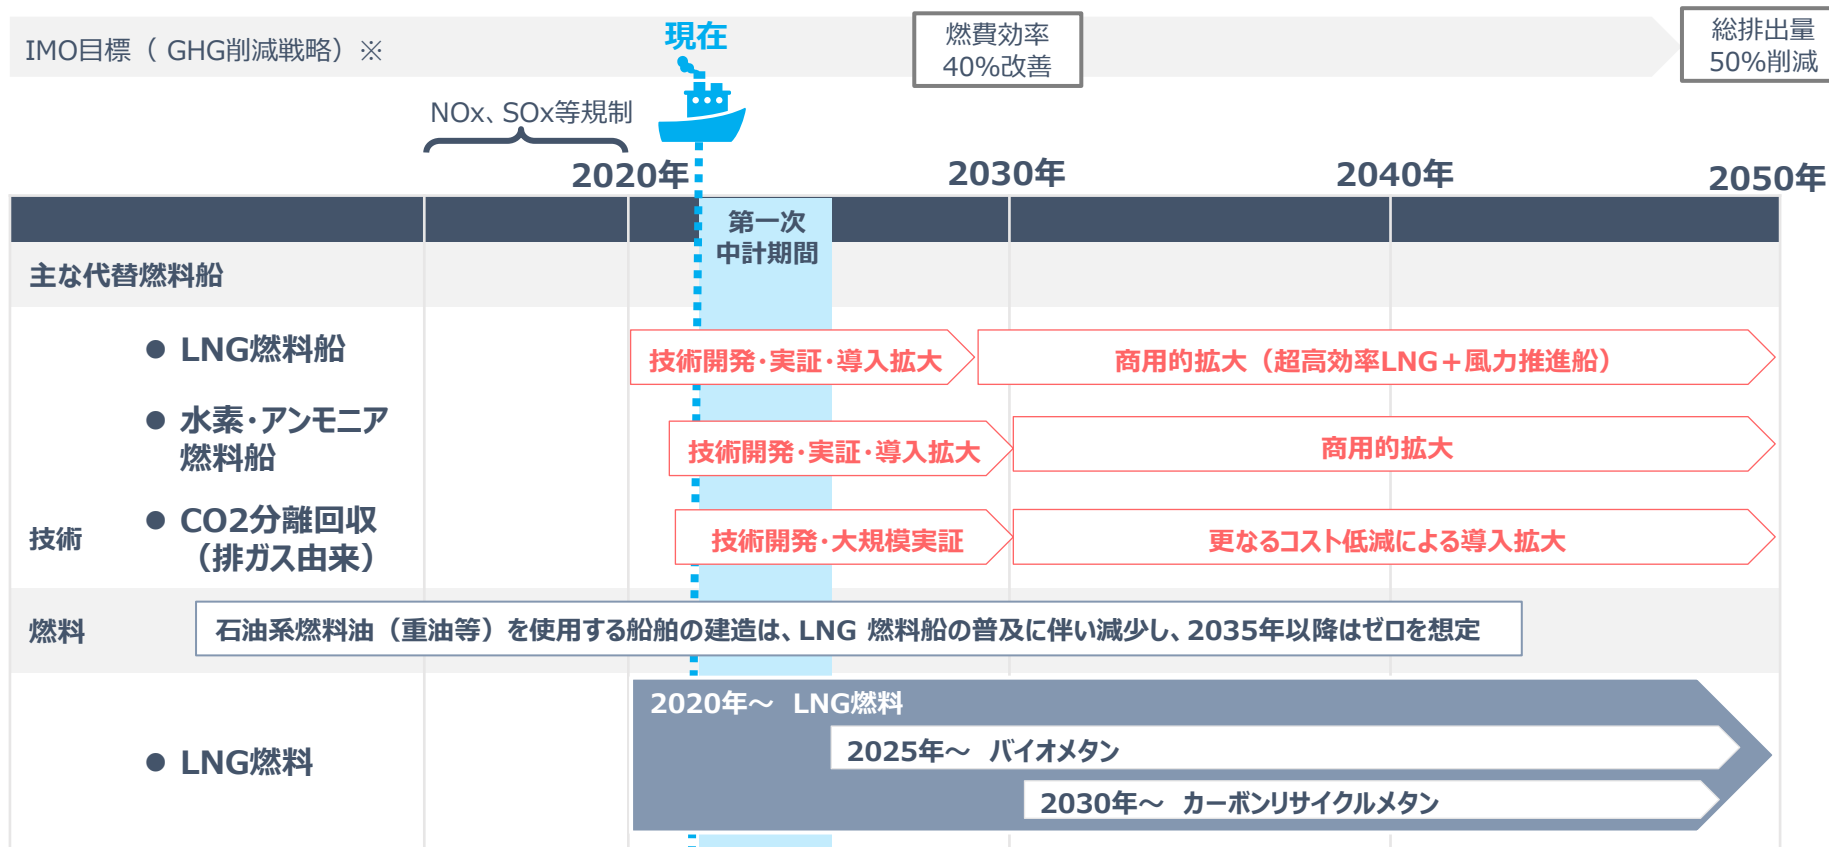 IMO目標（ GHG削減戦略）※
現在
燃費効率
40%改善
総排出量
50%削減
NOx、SOx等規制
2020年
2030年
2040年
2050年
第一次
中計期間
主な代替燃料船
● LNG燃料船
技術開発・実証・導入拡大
商用的拡大（超高効率LNG＋風力推進船）
● 水素・アンモニア
燃料船
技術開発・実証・導入拡大
商用的拡大
技術
● CO2分離回収
（排ガス由来）
技術開発・大規模実証
更なるコスト低減による導入拡大
燃料
石油系燃料油（重油等）を使用する船舶の建造は、LNG 燃料船の普及に伴い減少し、2035年以降はゼロを想定
● LNG燃料
2020年～ LNG燃料
2025年～ バイオメタン
2030年～ カーボンリサイクルメタン